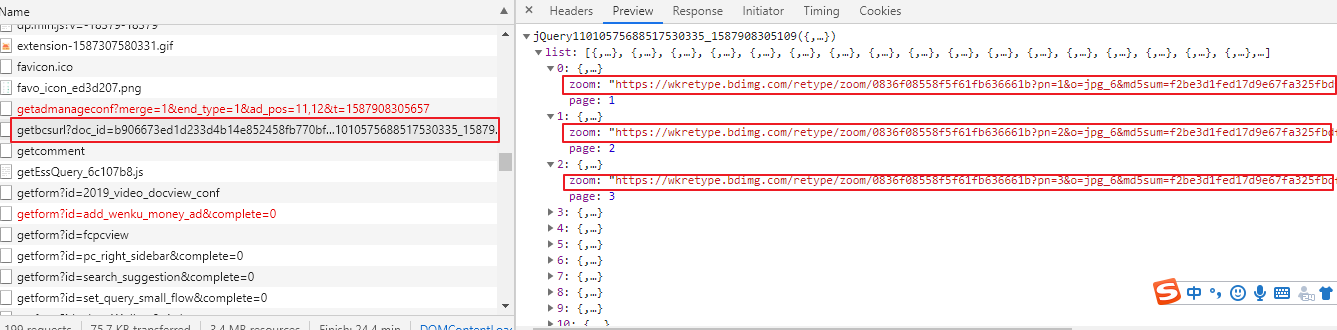 Name
extension-1587307580331.gif
favicon.ico
favo_icon_ed3d207.png
getadmanageconf?merge=1&end_type=1&ad_pos=11,12&t=1587908305657
getbcsurl?doc_id=b906673ed1d233d4b14e852458fb770bf...1010575688517530335_15879.
getcomment
getEssQuery_6c107b8.js
getform?id=2019_video_docview_conf
getform?id=add_wenku_money_ad&complete=0
getform?id=fcpcview
getform?id=pc_right_sidebar&complete=0
getform?id=search_suggestion&complete=0
getform?id=set_query_small_flow&complete=0
199 requests 75.7 KB transferred 3.4 MB resources Finish: 24.4 min DOMContentLoa
Headers Preview Response Initiator Timing Cookies
jQuery11010575688517530335_1587908305109({,…})
list: [{,…}, {,…}, {,…}, {,…}, {,…}, {,…}, {,…}, {,…}, {,…}, {,…}, {,…}, {,…}, {,…}, {,…},…]
0: {,…}
zoom: "https://wkretype.bdimg.com/retype/zoom/0836f08558f5f61fb636661b?pn=1&o=jpg_6&md5sum=f2be3d1fed17d9e67fa325fbd
page: 1
1: {,…}
zoom: "https://wkretype.bdimg.com/retype/zoom/0836f08558f5f61fb636661b?pn=2&o=jpg_6&md5sum=f2be3d1fed17d9e67fa325fbd
page: 2
2: {,…}
zoom: "https://wkretype.bdimg.com/retype/zoom/0836f08558f5f61fb636661b?pn=3&o=jpg_6&md5sum=f2be3d1fed17d9e67fa325fbd
page: 3
3: {,…}
4: {,…}
5: {,…}
6: {,…}
7: {,…}
8: {,…}
9: {,…}
10: {,…}
中